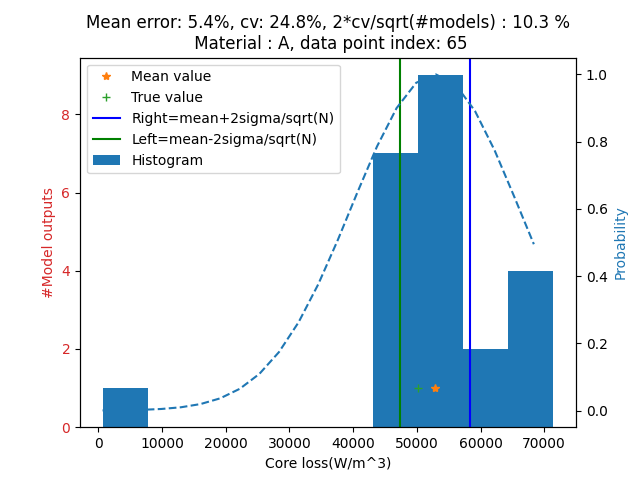 Mean error: 5.4%, cv: 24.8%, 2*cv/sqrt(#models) : 10.3 %
Material : A, data point index: 65
Mean value
True value
Right=mean+2sigma/sqrt(N)
Left=mean-2sigma/sqrt(N)
Histogram
#Model outputs
8
6
4
2
0
0 10000 20000 30000 40000 50000 60000 70000
Core loss(W/m^3)
1.0
0.8
0.6
0.4
0.2
0.0
Probability